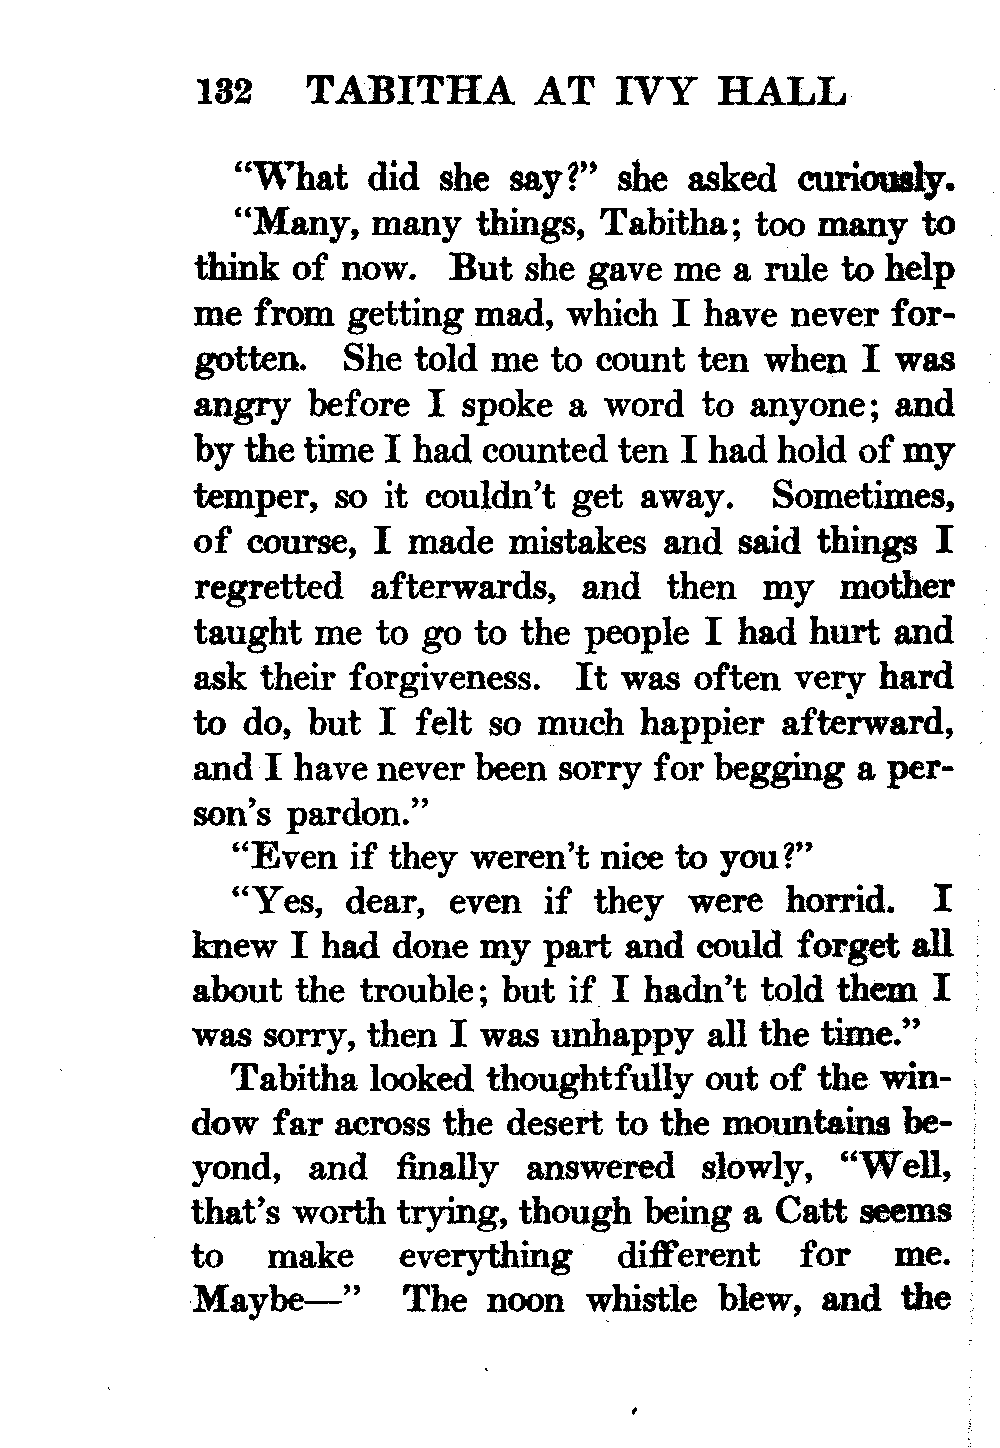 132 TABITHA AT IVY HALL
“What did she say?” she asked curiously.
“Many, many things, Tabitha; too many to
think of now. But she gave me a rule to help
me from getting mad, which I have never for-
gotten. She told me to count ten when I was
angry before I spoke a word to anyone; and
by the time I had counted ten I had hold of my
temper, so it couldn’t get away. Sometimes,
of course, I made mistakes and said things I
regretted afterwards, and then my mother
taught me to go to the people I had hurt and
ask their forgiveness. It was often very hard
to do, but I felt so much happier afterward,
and I have never been sorry for begging a per-
son’s pardon.”
“Even if they weren’t nice to you?”
“Yes, dear, even if they were horrid. I
knew I had done my part and could forget all
about the trouble; but if I hadn’t told them I
was sorry, then I was unhappy all the time.”
Tabitha looked thoughtfully out of the win-
dow far across the desert to the mountains be-
yond, and finally answered slowly, “Well,
that’s worth trying, though being a Catt seems
to make everything different for me.
Maybe—” The noon whistle blew, and the